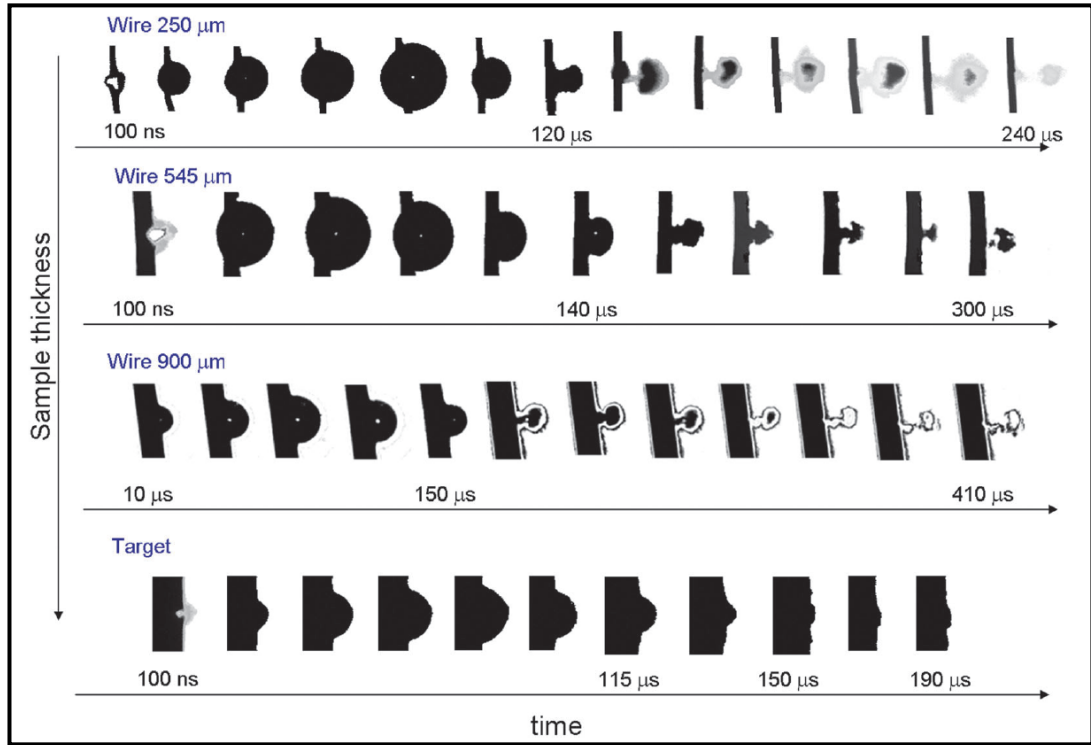 Wire 250 μm
100 ns 120 μs 240 μs
Wire 545 μm
100 ns 140 μs 300 μs
Wire 900 μm
10 μs 150 μs 410 μs
Target
100 ns 115 μs 150 μs 190 μs
Sample thickness
time